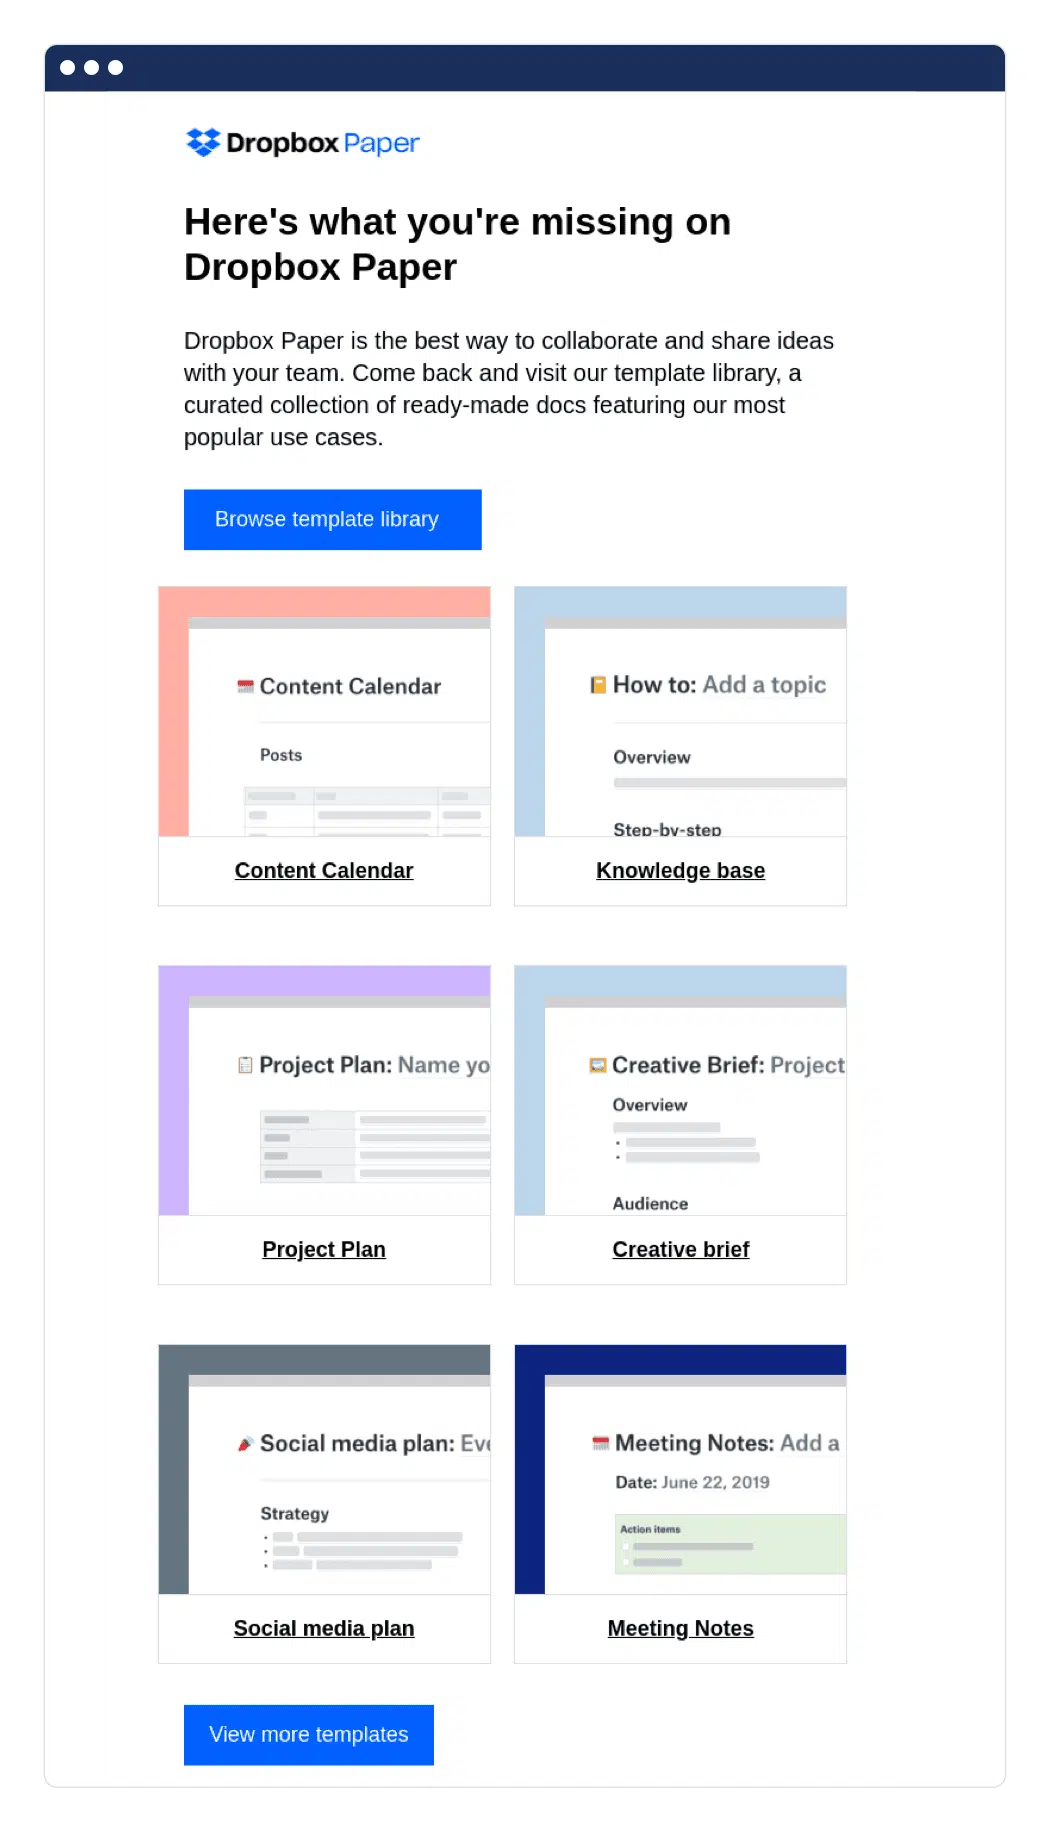 Dropbox Paper
Here's what you're missing on
Dropbox Paper
Dropbox Paper is the best way to collaborate and share ideas
with your team. Come back and visit our template library, a
curated collection of ready-made docs featuring our most
popular use cases.
Browse template library
Content Calendar
Posts
Content Calendar
How to: Add a topic
Overview
Step-by-step
Knowledge base
Project Plan: Name yo
Project Plan
Creative Brief: Project
Overview
Audience
Creative brief
Social media plan: Eve
Strategy
Social media plan
Meeting Notes: Add a
Date: June 22, 2019
Action items
Meeting Notes
View more templates